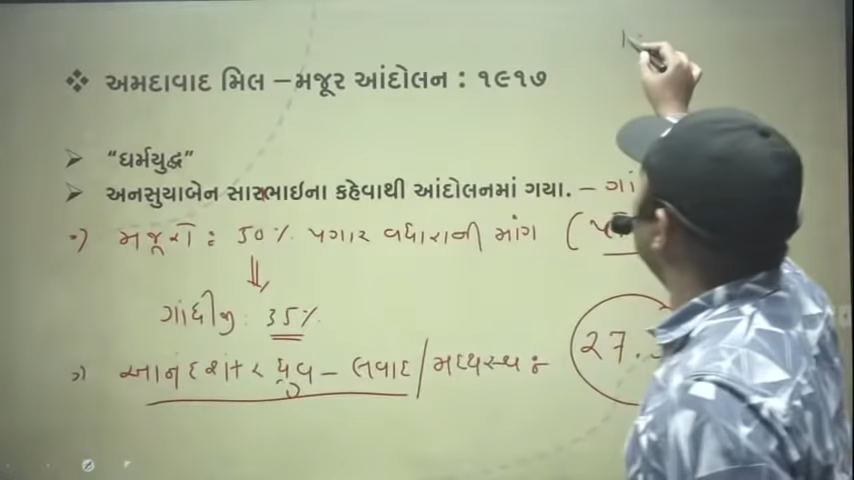 ❖ અમદાવાદ મિલ – મજૂર આંદોલન : ૧૯૧૭
➢ "ધર્મયુદ્ધ"
➢ અનસુયાબેન સારાભાઇના કહેવાથી આંદોલનમાં ગયા. – ગાં
મજૂરો : 50% પગાર વધારાની માંગ (
ગાંધીજી : 35%
આનંદશંકર ધ્રુવ – લવાદ / મધ્યસ્થ :
27.